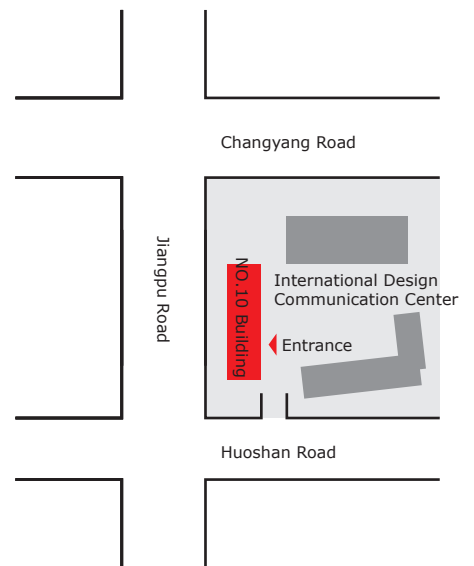 Changyang Road
Jiangpu Road
NO.10 Building
International Design
Communication Center
Entrance
Huoshan Road